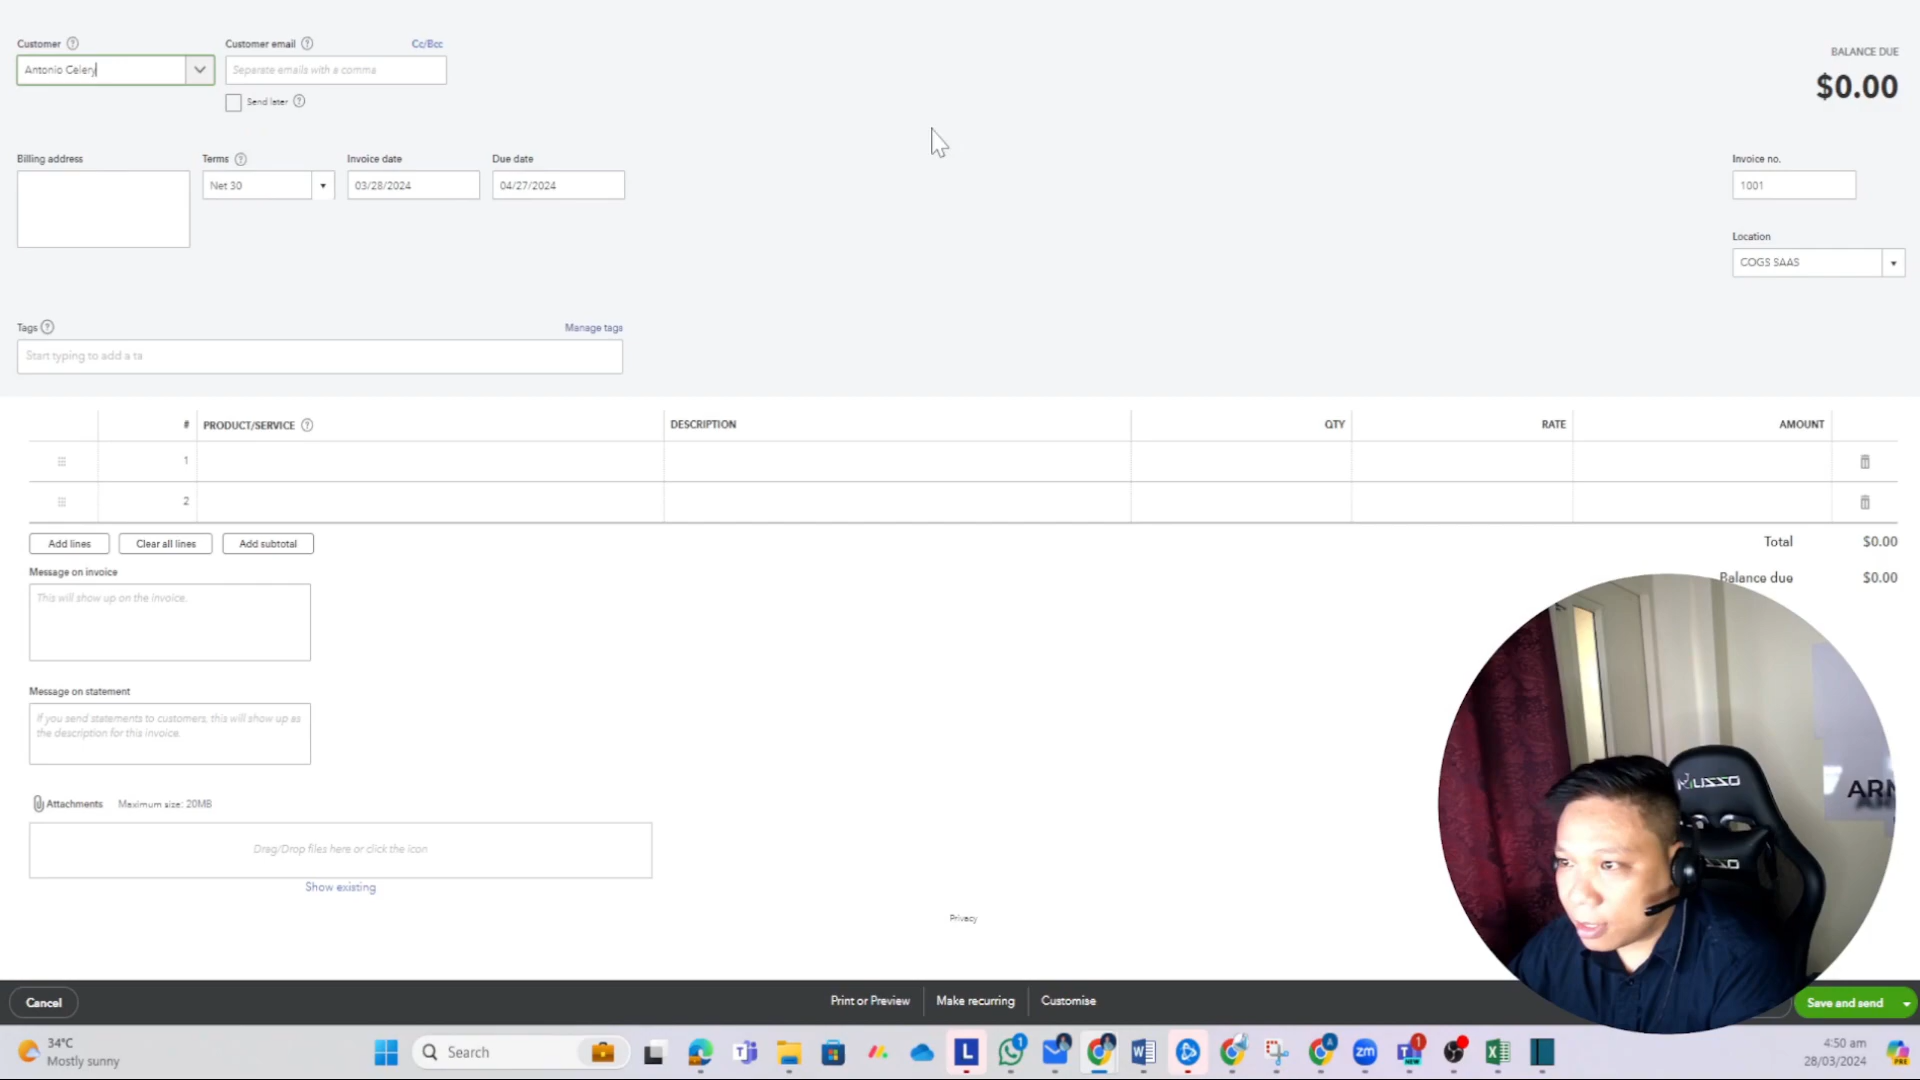 Customer
Customer email
Cc/Bcc
BALANCE DUE
Antonio Celery
Separate emails with a comma
$0.00
Send later
Billing address
Terms
Invoice date
Due date
Invoice no.
Net 30
03/28/2024
04/27/2024
1001
Location
COGS SAAS
Tags
Manage tags
Start typing to add a ta
# PRODUCT/SERVICE DESCRIPTION QTY RATE AMOUNT
1
2
Add lines Clear all lines Add subtotal
Total $0.00
Message on invoice
Balance due $0.00
This will show up on the invoice.
Message on statement
If you send statements to customers, this will show up as
the description for this invoice.
Attachments Maximum size: 20MB
Drag/Drop files here or click the icon
Show existing
Privacy
Cancel
Print or Preview Make recurring Customise
Save and send
34°C
Mostly sunny
Search
4:50 am
28/03/2024